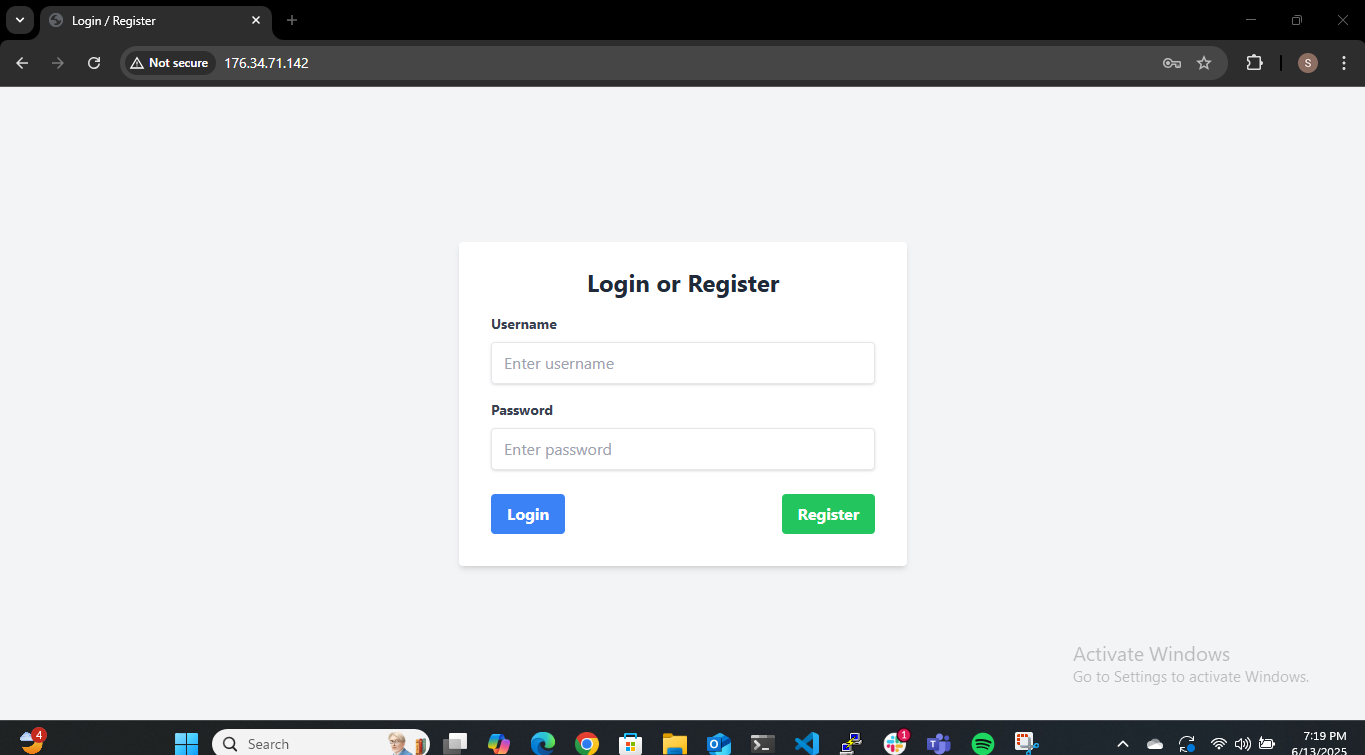 Login / Register
Not secure
176.34.71.142
S
Login or Register
Username
Enter username
Password
Enter password
Login
Register
Activate Windows
Go to Settings to activate Windows.
4
Search
1
7:19 PM
6/13/2025